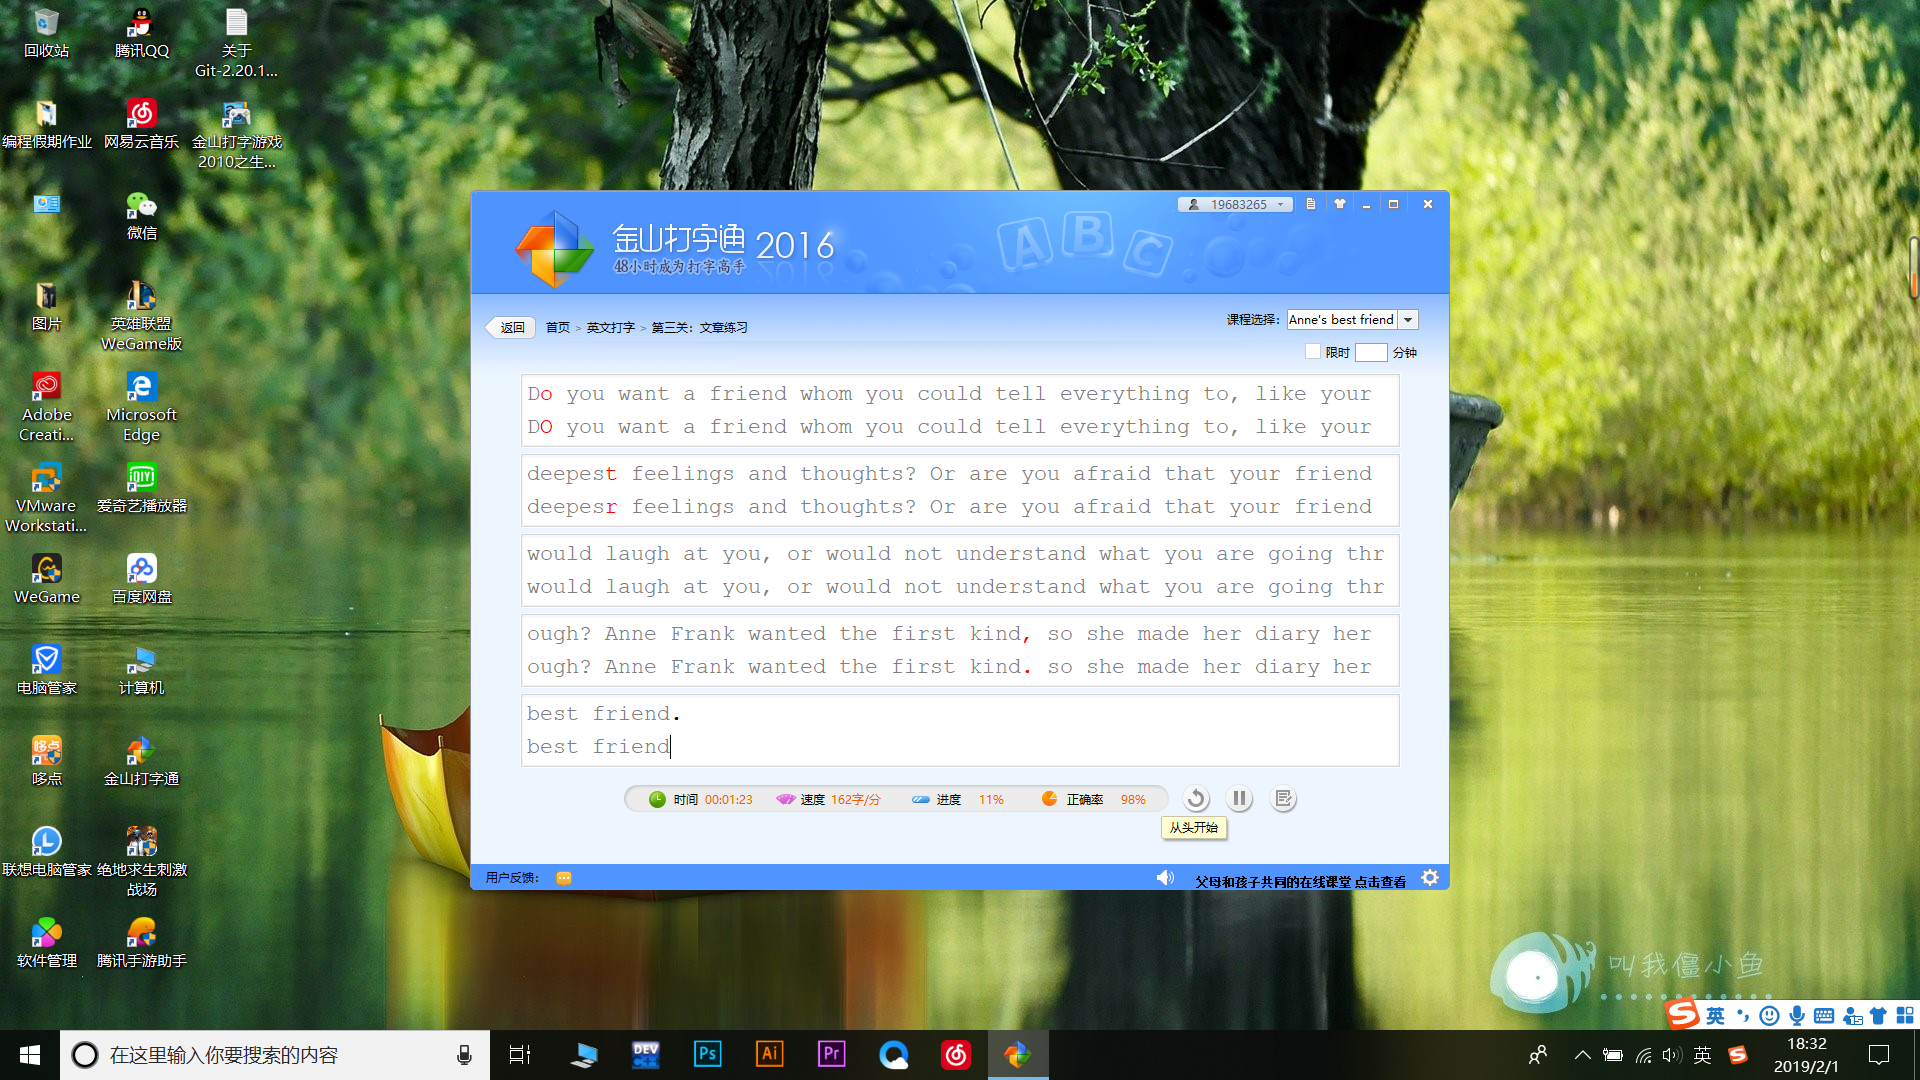 回收站
腾讯QQ
关于
Git-2.20.1...
编程假期作业
网易云音乐
金山打字游戏
2010之生...
微信
图片
英雄联盟
WeGame版
Adobe
Creati...
Microsoft
Edge
VMware
Workstati...
爱奇艺播放器
WeGame
百度网盘
电脑管家
计算机
哆点
金山打字通
联想电脑管家
绝地求生刺激
战场
软件管理
腾讯手游助手
金山打字通 2016
48小时成为打字高手
A B C
19683265
返回
首页 > 英文打字 > 第三关：文章练习
课程选择：
Anne's best friend
限时
分钟
Do you want a friend whom you could tell everything to, like your
DO you want a friend whom you could tell everything to, like your
deepest feelings and thoughts? Or are you afraid that your friend
deepesr feelings and thoughts? Or are you afraid that your friend
would laugh at you, or would not understand what you are going thr
would laugh at you, or would not understand what you are going thr
ough? Anne Frank wanted the first kind, so she made her diary her
ough? Anne Frank wanted the first kind. so she made her diary her
best friend.
best friend
时间 00:01:23 速度 162字/分 进度 11% 正确率 98%
从头开始
用户反馈：
父母和孩子共同的在线课堂 点击查看
叫我僵小鱼
英
在这里输入你要搜索的内容
DEV
C++
Ps
Ai
Pr
英
18:32
2019/2/1